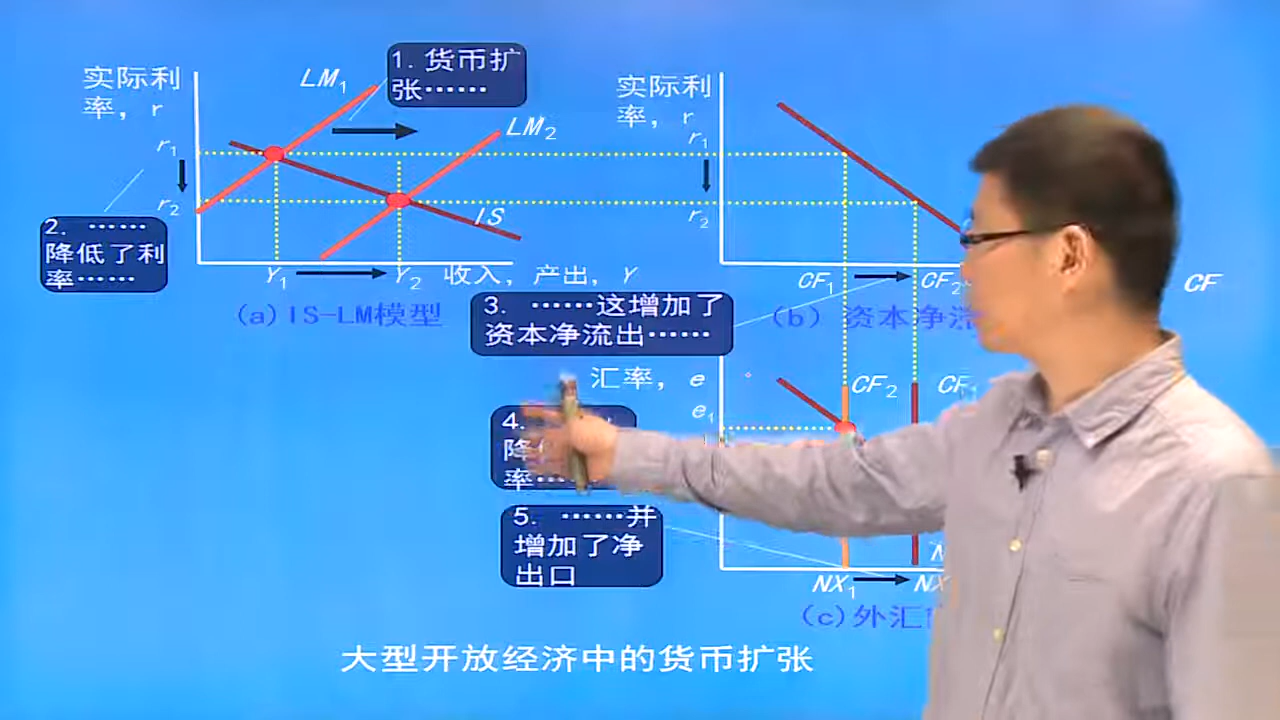 实际利
率，r
LM₁
1. 货币扩
张……
LM₂
r₁
r₂
IS
2. ……
降低了利
率……
Y₁
Y₂
收入，产出，Y
(a)IS-LM模型
实际利
率，r
r₁
r₂
CF₁
CF₂
CF
(b) 资本净
3. ……这增加了
资本净流出……
汇率，e
e₁
CF₂
CF₁
4.
降
率…
5. ……并
增加了净
出口
NX₁
NX
(c)外汇
大型开放经济中的货币扩张